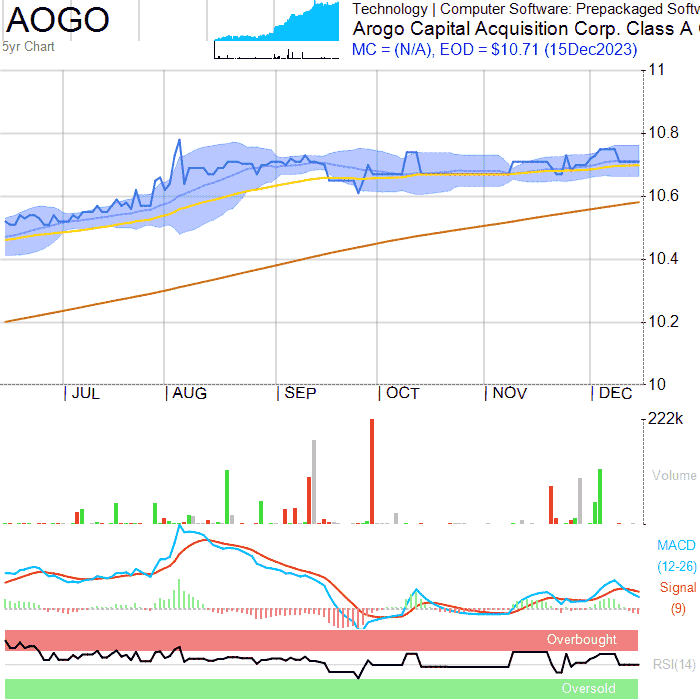 AOGO
5yr Chart
Technology | Computer Software: Prepackaged Softw
Arogo Capital Acquisition Corp. Class A
MC = (N/A), EOD = $10.71 (15Dec2023)
11
10.8
10.6
10.4
10.2
10
JUL AUG SEP OCT NOV DEC
222k
Volume
MACD
(12-26)
Signal
(9)
Overbought
RSI(14)
Oversold